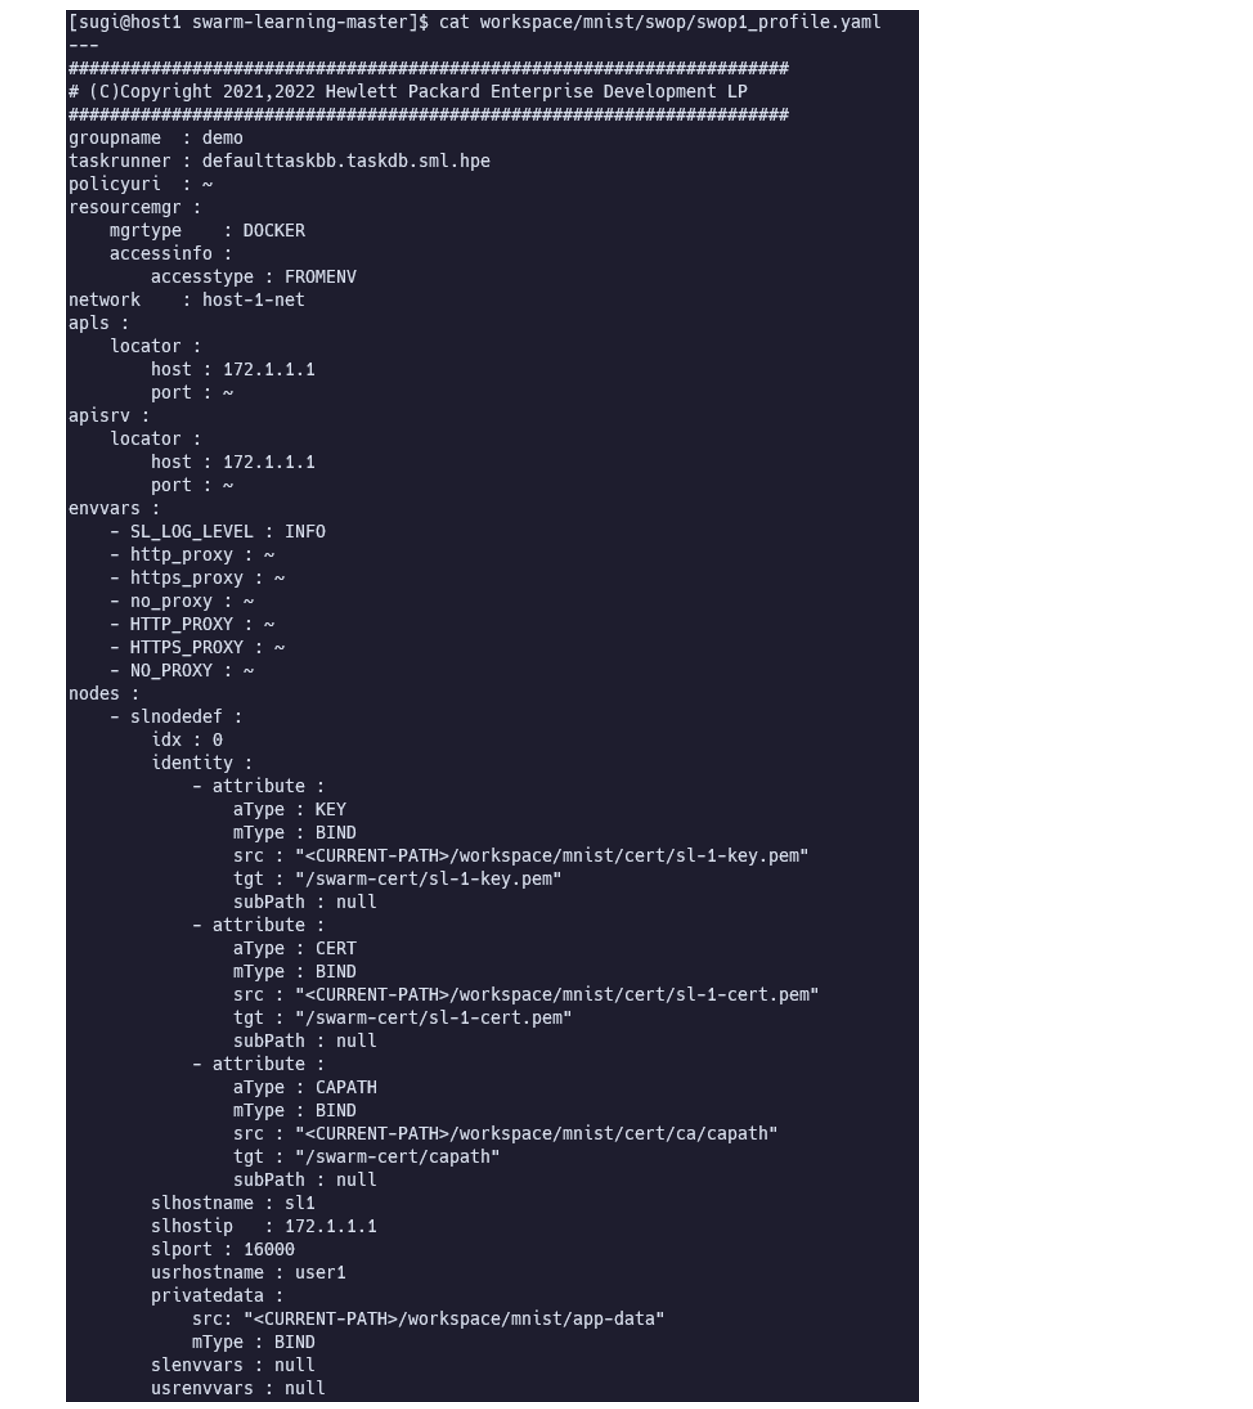 [sugi@host1 swarm-learning-master]$ cat workspace/mnist/swop/swop1_profile.yaml
---
######################################################################
# (C)Copyright 2021,2022 Hewlett Packard Enterprise Development LP
######################################################################
groupname  : demo
taskrunner : defaulttaskbb.taskdb.sml.hpe
policyuri  : ~
resourcemgr :
    mgrtype    : DOCKER
    accessinfo :
        accesstype : FROMENV
network    : host-1-net
apls :
    locator :
        host : 172.1.1.1
        port : ~
apisrv :
    locator :
        host : 172.1.1.1
        port : ~
envvars :
    - SL_LOG_LEVEL : INFO
    - http_proxy : ~
    - https_proxy : ~
    - no_proxy : ~
    - HTTP_PROXY : ~
    - HTTPS_PROXY : ~
    - NO_PROXY : ~
nodes :
    - slnodedef :
        idx : 0
        identity :
            - attribute :
                aType : KEY
                mType : BIND
                src : "<CURRENT-PATH>/workspace/mnist/cert/sl-1-key.pem"
                tgt : "/swarm-cert/sl-1-key.pem"
                subPath : null
            - attribute :
                aType : CERT
                mType : BIND
                src : "<CURRENT-PATH>/workspace/mnist/cert/sl-1-cert.pem"
                tgt : "/swarm-cert/sl-1-cert.pem"
                subPath : null
            - attribute :
                aType : CAPATH
                mType : BIND
                src : "<CURRENT-PATH>/workspace/mnist/cert/ca/capath"
                tgt : "/swarm-cert/capath"
                subPath : null
        slhostname : sl1
        slhostip   : 172.1.1.1
        slport : 16000
        usrhostname : user1
        privatedata :
            src: "<CURRENT-PATH>/workspace/mnist/app-data"
            mType : BIND
        slenvvars : null
        usrenvvars : null